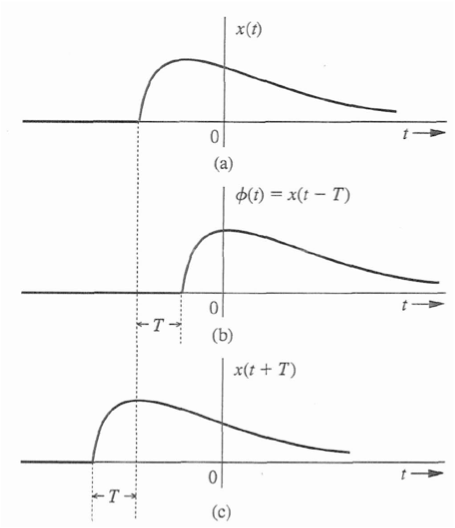 x(t)
0
t
(a)
ϕ(t) = x(t − T)
0
t
T
(b)
x(t + T)
0
t
T
(c)